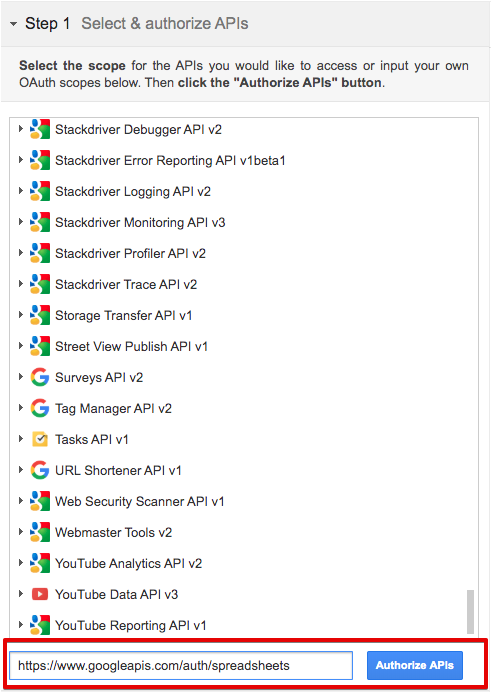 Step 1 Select & authorize APIs
Select the scope for the APIs you would like to access or input your own
OAuth scopes below. Then click the "Authorize APIs" button.
Stackdriver Debugger API v2
Stackdriver Error Reporting API v1beta1
Stackdriver Logging API v2
Stackdriver Monitoring API v3
Stackdriver Profiler API v2
Stackdriver Trace API v2
Storage Transfer API v1
Street View Publish API v1
Surveys API v2
Tag Manager API v2
Tasks API v1
URL Shortener API v1
Web Security Scanner API v1
Webmaster Tools v2
YouTube Analytics API v2
YouTube Data API v3
YouTube Reporting API v1
https://www.googleapis.com/auth/spreadsheets Authorize APIs